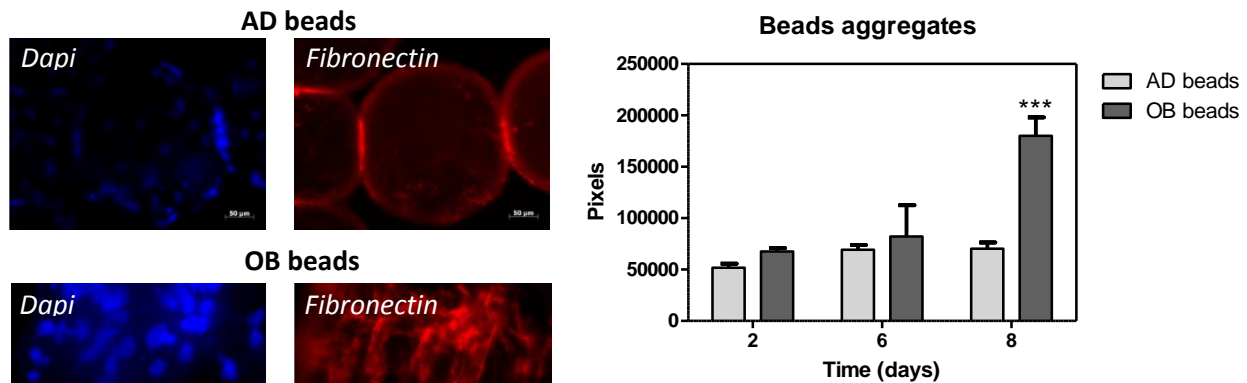 AD beads
Dapi
Fibronectin
50 µm
50 µm
OB beads
Dapi
Fibronectin
Beads aggregates
250000
200000
150000
100000
50000
0
Pixels
***
2 6 8
Time (days)
AD beads
OB beads